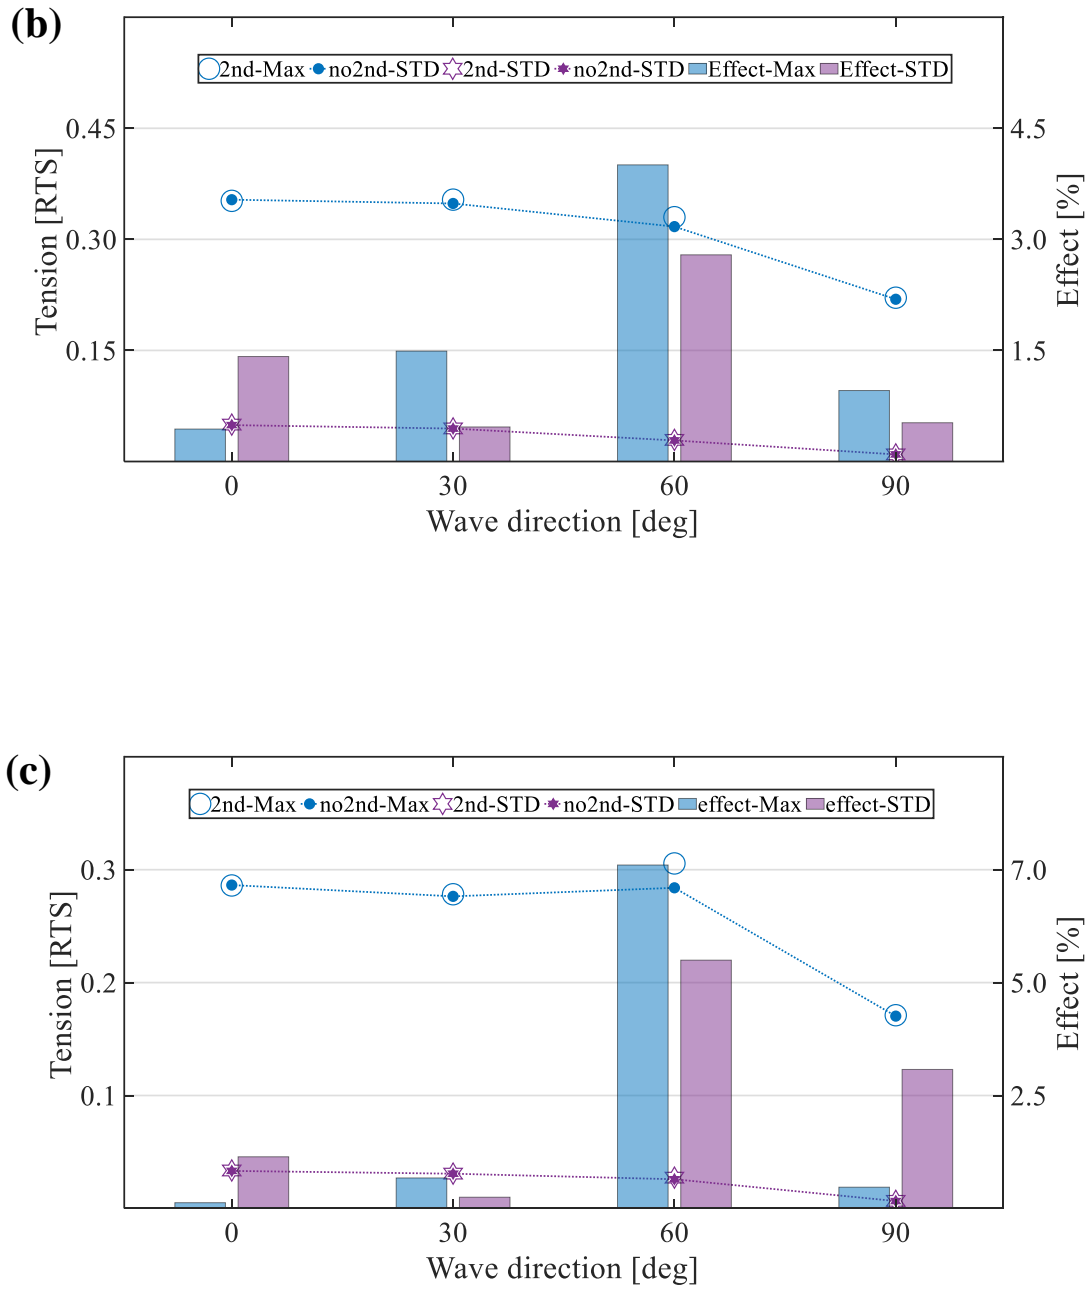 (b)
2nd-Max no2nd-STD 2nd-STD no2nd-STD Effect-Max Effect-STD
0.45 4.5
0.30 3.0
0.15 1.5
Tension [RTS]
Effect [%]
0 30 60 90
Wave direction [deg]
(c)
2nd-Max no2nd-Max 2nd-STD no2nd-STD effect-Max effect-STD
0.3 7.0
0.2 5.0
0.1 2.5
Tension [RTS]
Effect [%]
0 30 60 90
Wave direction [deg]